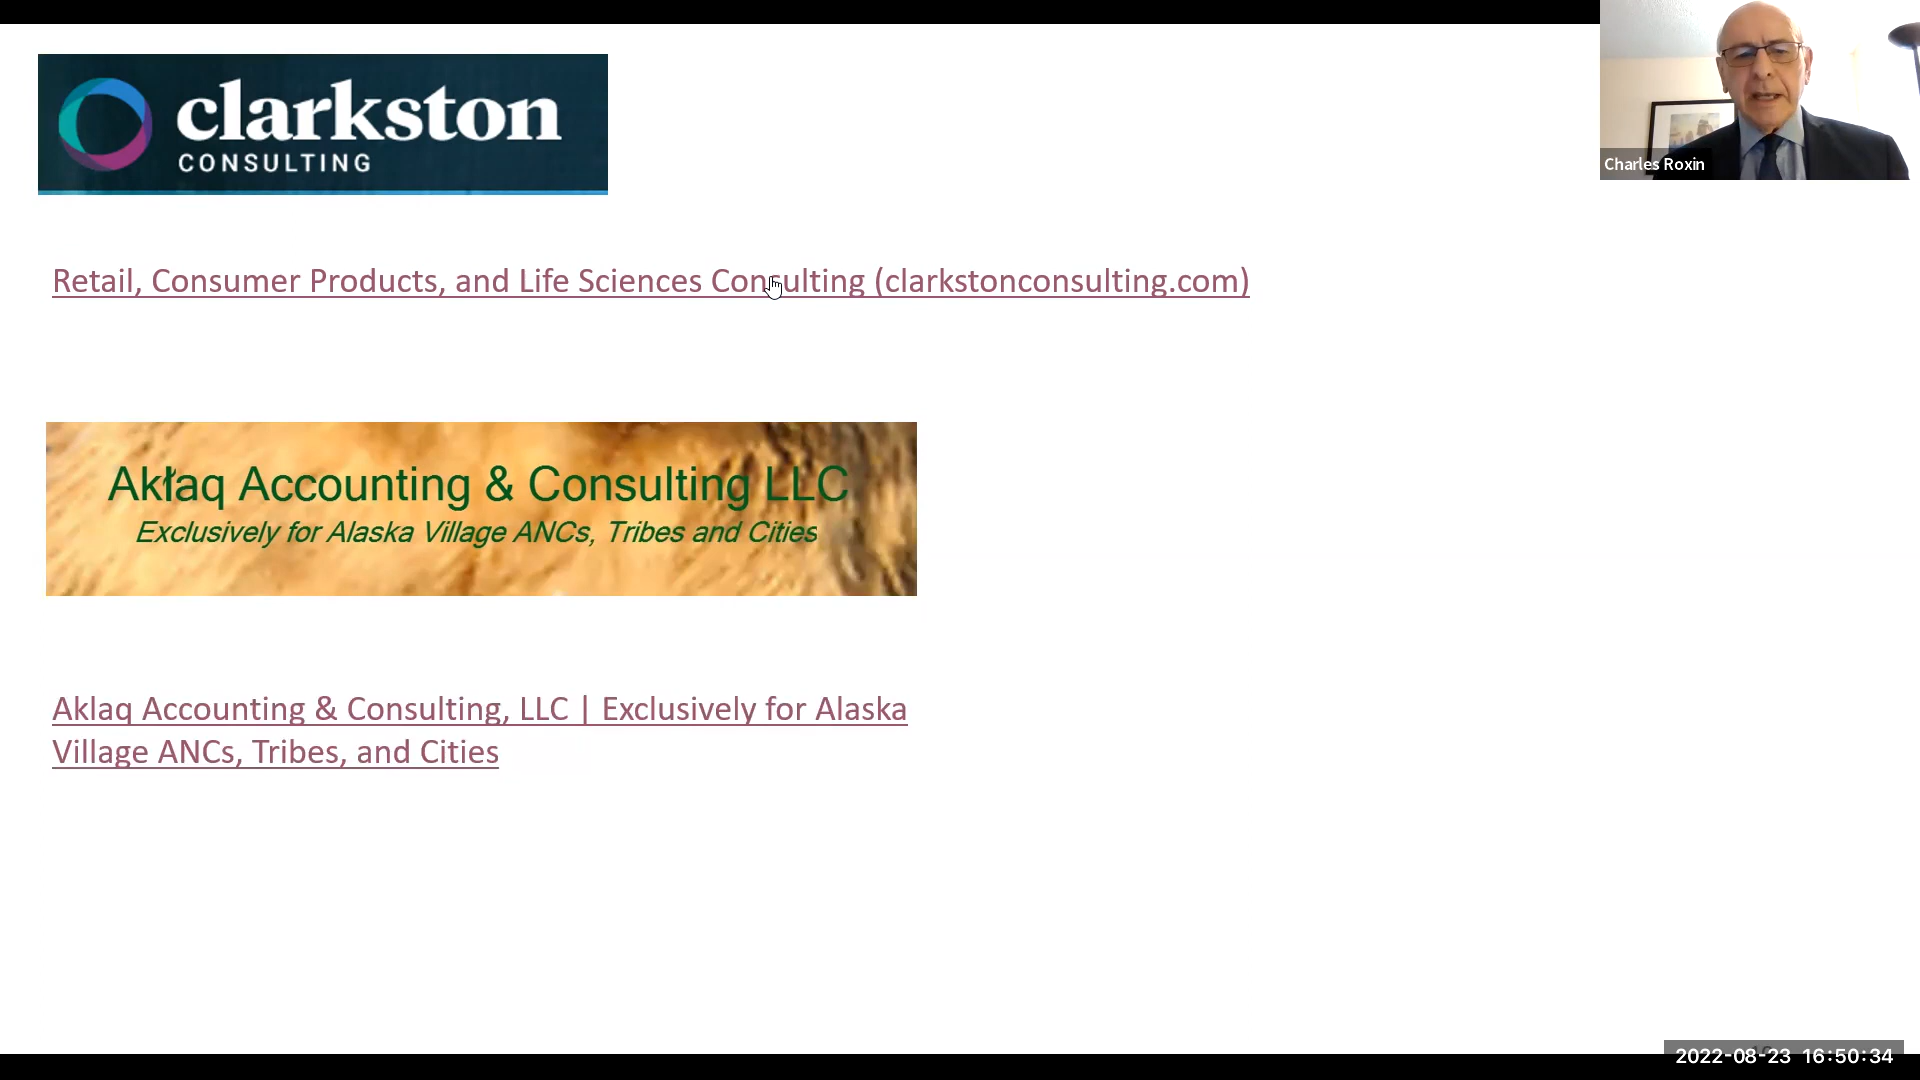 clarkston
CONSULTING
Charles Roxin
Retail, Consumer Products, and Life Sciences Consulting (clarkstonconsulting.com)
Akłaq Accounting & Consulting LLC
Exclusively for Alaska Village ANCs, Tribes and Cities
Aklaq Accounting & Consulting, LLC | Exclusively for Alaska
Village ANCs, Tribes, and Cities
2022-08-23 16:50:34